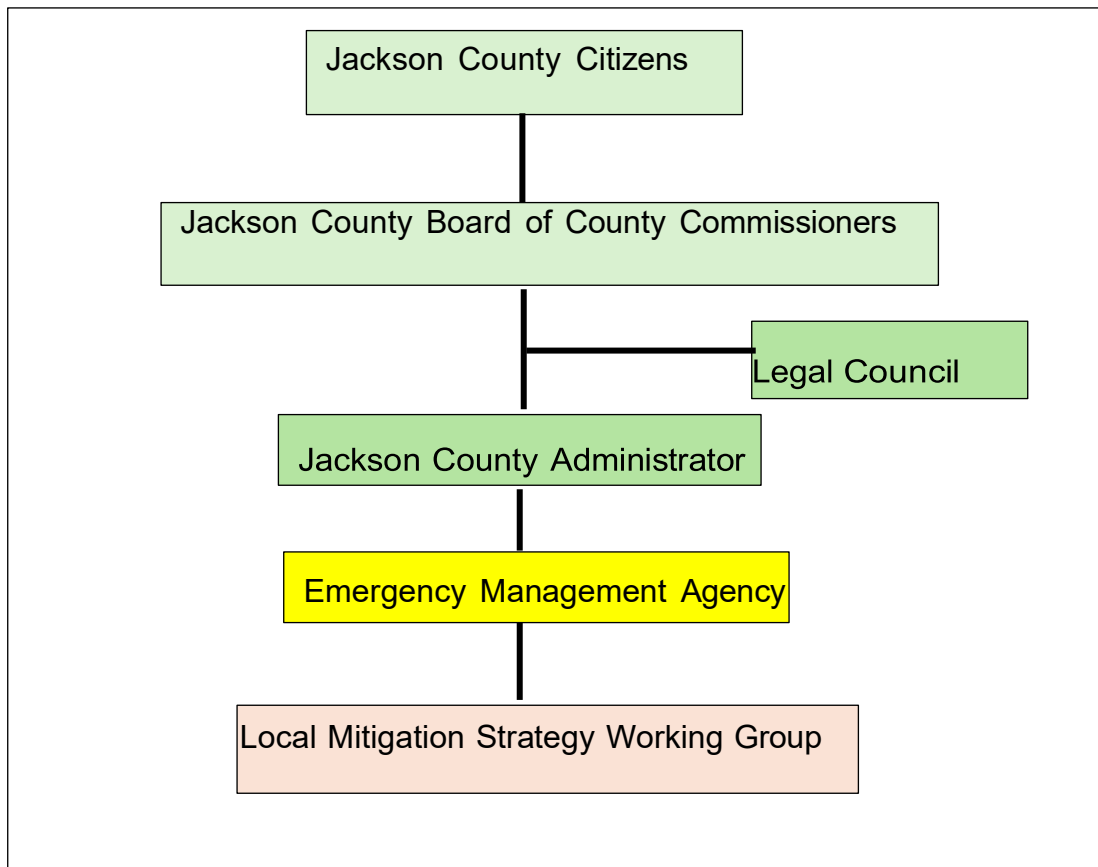 Jackson County Citizens
Jackson County Board of County Commissioners
Legal Council
Jackson County Administrator
Emergency Management Agency
Local Mitigation Strategy Working Group